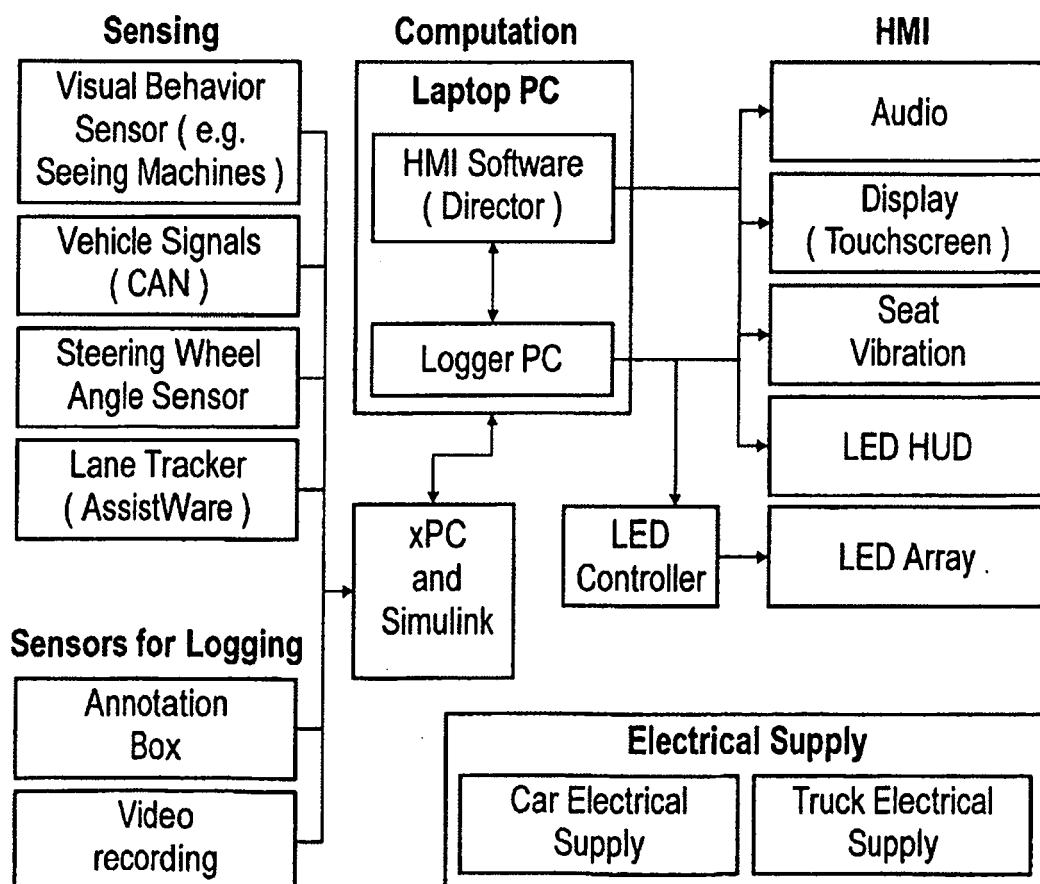 Sensing
Visual Behavior
Sensor ( e.g.
Seeing Machines )
Vehicle Signals
( CAN )
Steering Wheel
Angle Sensor
Lane Tracker
( AssistWare )
Sensors for Logging
Annotation
Box
Video
recording
Computation
Laptop PC
HMI Software
( Director )
Logger PC
xPC
and
Simulink
LED
Controller
HMI
Audio
Display
( Touchscreen )
Seat
Vibration
LED HUD
LED Array
Electrical Supply
Car Electrical
Supply
Truck Electrical
Supply